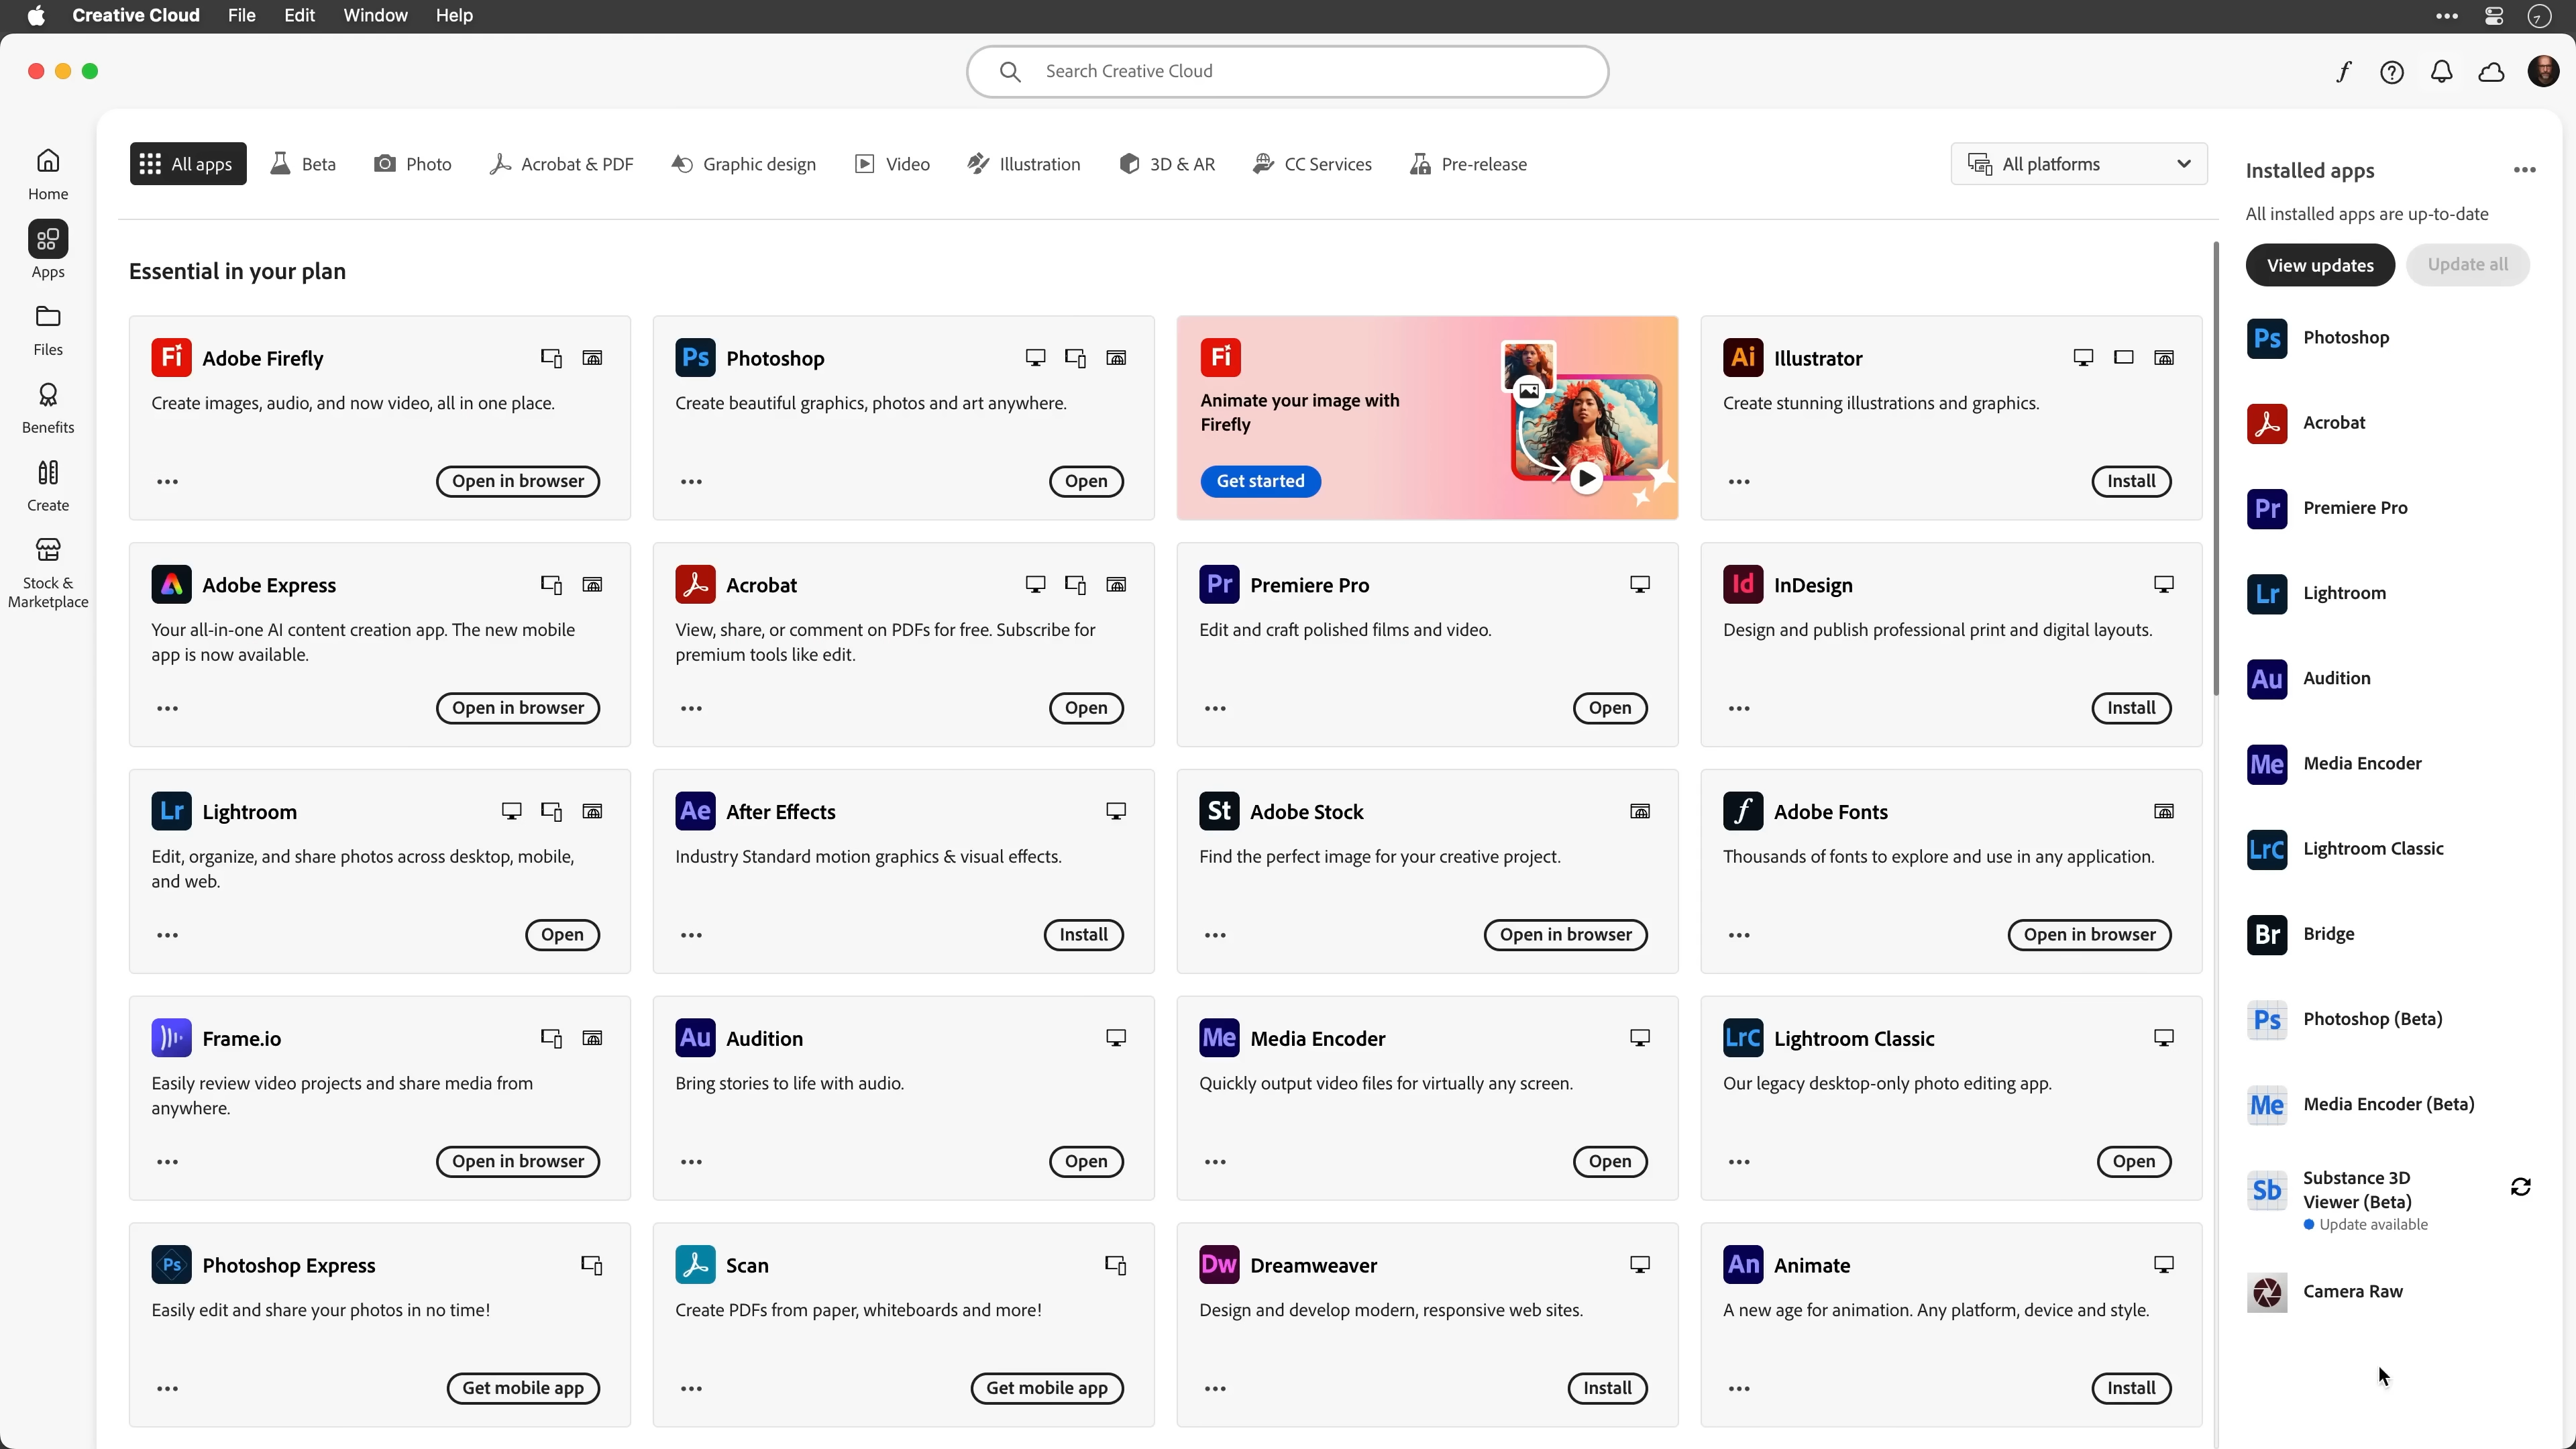 Creative Cloud File Edit Window Help
Search Creative Cloud
Home
Apps
Files
Benefits
Create
Stock &
Marketplace
All apps Beta Photo Acrobat & PDF Graphic design Video Illustration 3D & AR CC Services Pre-release All platforms
Essential in your plan
Fi Adobe Firefly
Create images, audio, and now video, all in one place.
Open in browser
Ps Photoshop
Create beautiful graphics, photos and art anywhere.
Open
Fi
Animate your image with
Firefly
Get started
Ai Illustrator
Create stunning illustrations and graphics.
Install
Adobe Express
Your all-in-one AI content creation app. The new mobile
app is now available.
Open in browser
Acrobat
View, share, or comment on PDFs for free. Subscribe for
premium tools like edit.
Open
Pr Premiere Pro
Edit and craft polished films and video.
Open
Id InDesign
Design and publish professional print and digital layouts.
Install
Lr Lightroom
Edit, organize, and share photos across desktop, mobile,
and web.
Open
Ae After Effects
Industry Standard motion graphics & visual effects.
Install
St Adobe Stock
Find the perfect image for your creative project.
Open in browser
f Adobe Fonts
Thousands of fonts to explore and use in any application.
Open in browser
Frame.io
Easily review video projects and share media from
anywhere.
Open in browser
Au Audition
Bring stories to life with audio.
Open
Me Media Encoder
Quickly output video files for virtually any screen.
Open
LrC Lightroom Classic
Our legacy desktop-only photo editing app.
Open
Ps Photoshop Express
Easily edit and share your photos in no time!
Get mobile app
Scan
Create PDFs from paper, whiteboards and more!
Get mobile app
Dw Dreamweaver
Design and develop modern, responsive web sites.
Install
An Animate
A new age for animation. Any platform, device and style.
Install
Installed apps
All installed apps are up-to-date
View updates Update all
Ps Photoshop
Acrobat
Pr Premiere Pro
Lr Lightroom
Au Audition
Me Media Encoder
LrC Lightroom Classic
Br Bridge
Ps Photoshop (Beta)
Me Media Encoder (Beta)
Sb Substance 3D
Viewer (Beta)
Update available
Camera Raw